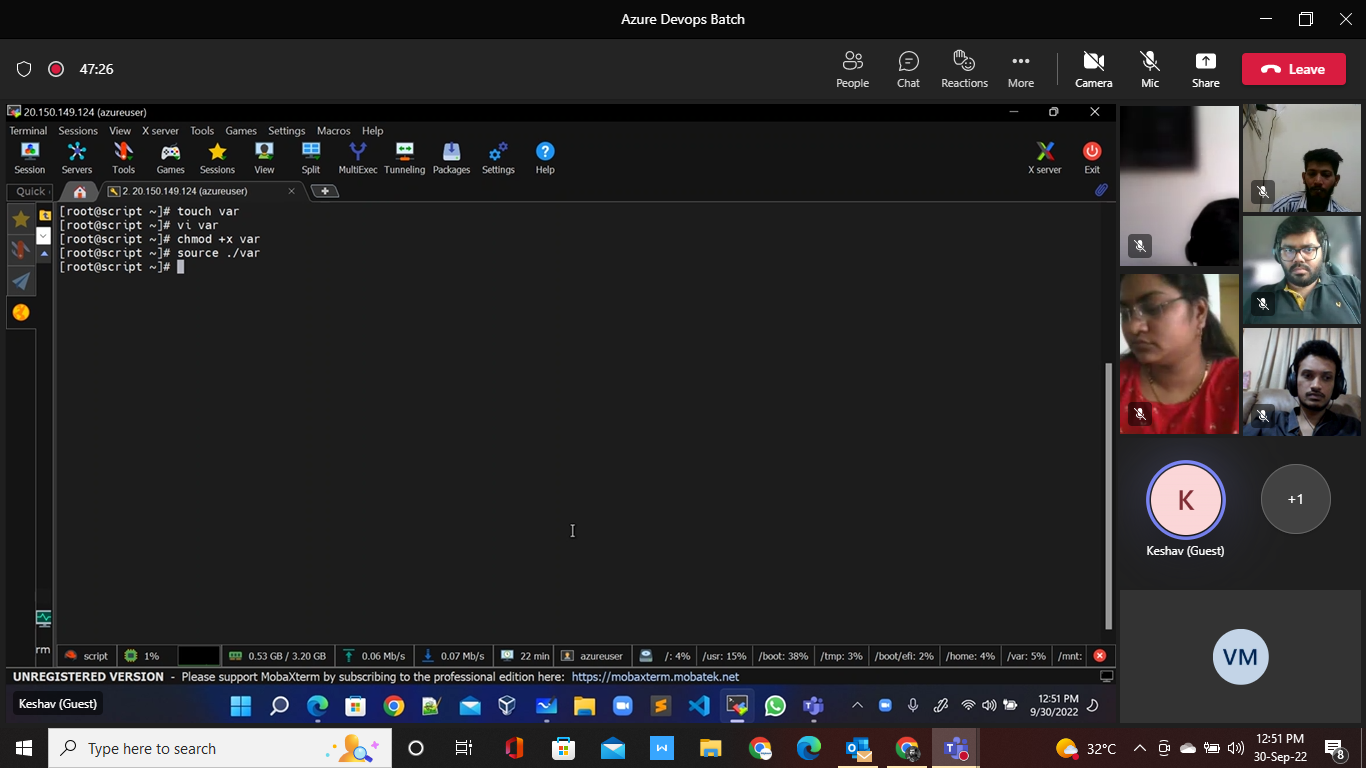 Azure Devops Batch
47:26
People
Chat
Reactions
More
Camera
Mic
Share
Leave
20.150.149.124 (azureuser)
Terminal Sessions View X server Tools Games Settings Macros Help
Session Servers Tools Games Sessions View Split MultiExec Tunneling Packages Settings Help X server Exit
Quick
2. 20.150.149.124 (azureuser)
[root@script ~]# touch var
[root@script ~]# vi var
[root@script ~]# chmod +x var
[root@script ~]# source ./var
[root@script ~]#
K
+1
Keshav (Guest)
VM
rm
script 1% 0.53 GB / 3.20 GB 0.06 Mb/s 0.07 Mb/s 22 min azureuser /: 4% /usr: 15% /boot: 38% /tmp: 3% /boot/efi: 2% /home: 4% /var: 5% /mnt:
UNREGISTERED VERSION - Please support MobaXterm by subscribing to the professional edition here: https://mobaxterm.mobatek.net
Keshav (Guest)
12:51 PM
9/30/2022
Type here to search
32°C
12:51 PM
30-Sep-22
8